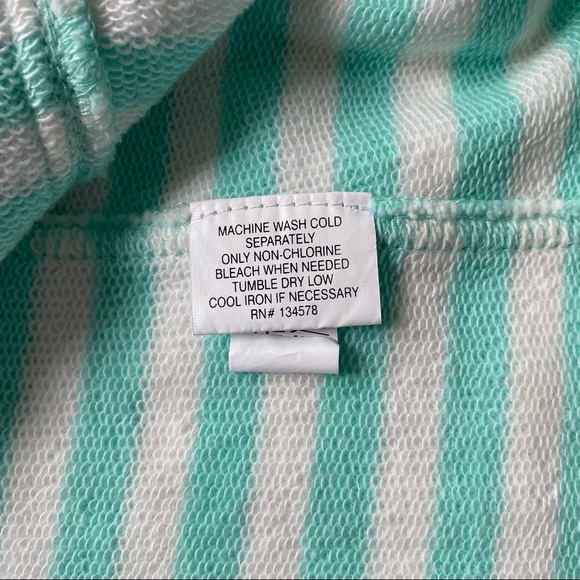 MACHINE WASH COLD
SEPARATELY
ONLY NON-CHLORINE
BLEACH WHEN NEEDED
TUMBLE DRY LOW
COOL IRON IF NECESSARY
RN# 134578